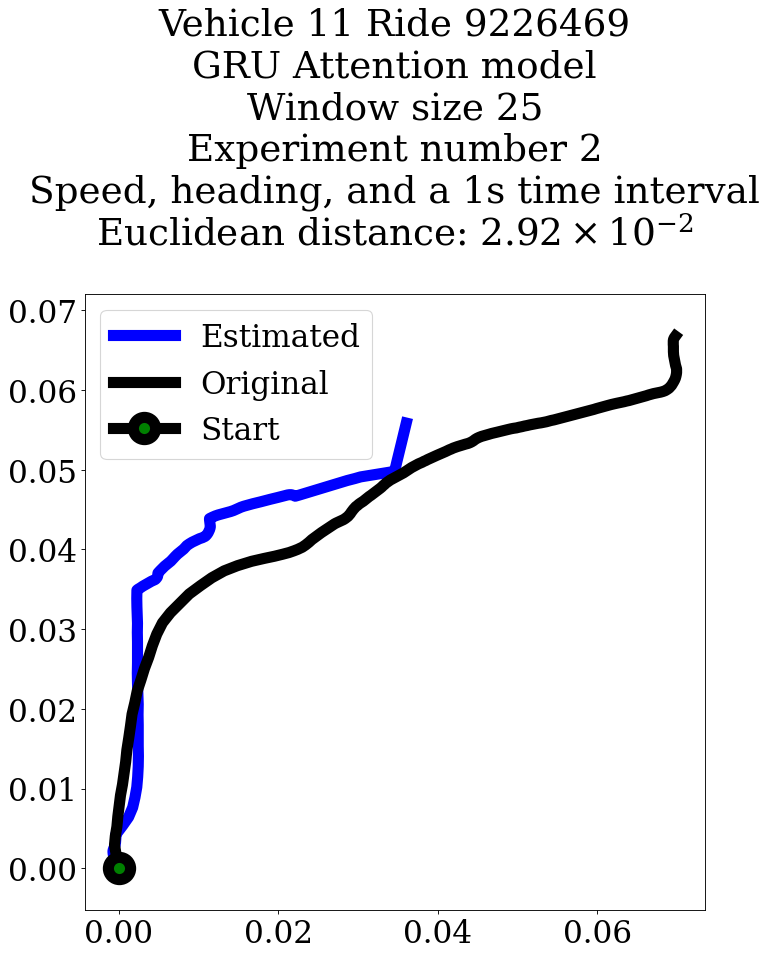 Vehicle 11 Ride 9226469
GRU Attention model
Window size 25
Experiment number 2
Speed, heading, and a 1s time interval
Euclidean distance: 2.92 × 10⁻²
0.07
0.06
0.05
0.04
0.03
0.02
0.01
0.00
Estimated
Original
Start
0.00 0.02 0.04 0.06